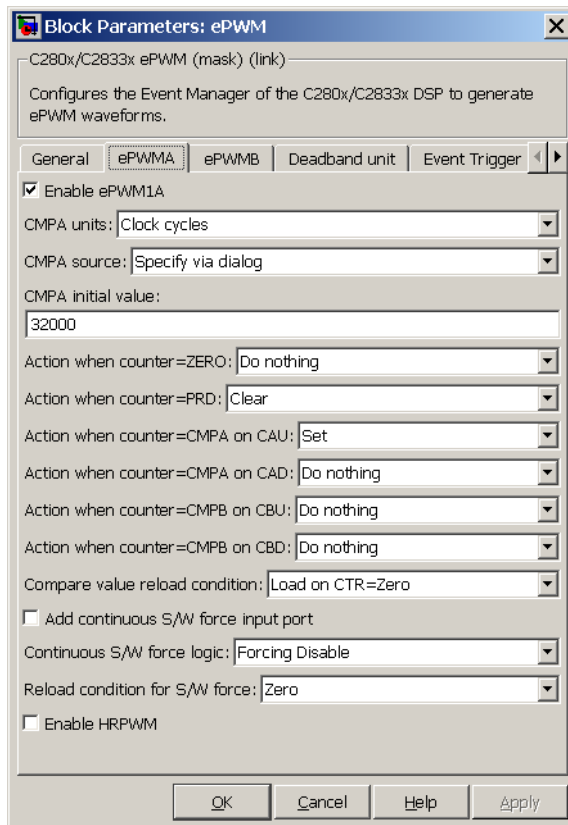 Block Parameters: ePWM
C280x/C2833x ePWM (mask) (link)
Configures the Event Manager of the C280x/C2833x DSP to generate
ePWM waveforms.
General ePWMA ePWMB Deadband unit Event Trigger
Enable ePWM1A
CMPA units: Clock cycles
CMPA source: Specify via dialog
CMPA initial value:
32000
Action when counter=ZERO: Do nothing
Action when counter=PRD: Clear
Action when counter=CMPA on CAU: Set
Action when counter=CMPA on CAD: Do nothing
Action when counter=CMPB on CBU: Do nothing
Action when counter=CMPB on CBD: Do nothing
Compare value reload condition: Load on CTR=Zero
Add continuous S/W force input port
Continuous S/W force logic: Forcing Disable
Reload condition for S/W force: Zero
Enable HRPWM
OK Cancel Help Apply